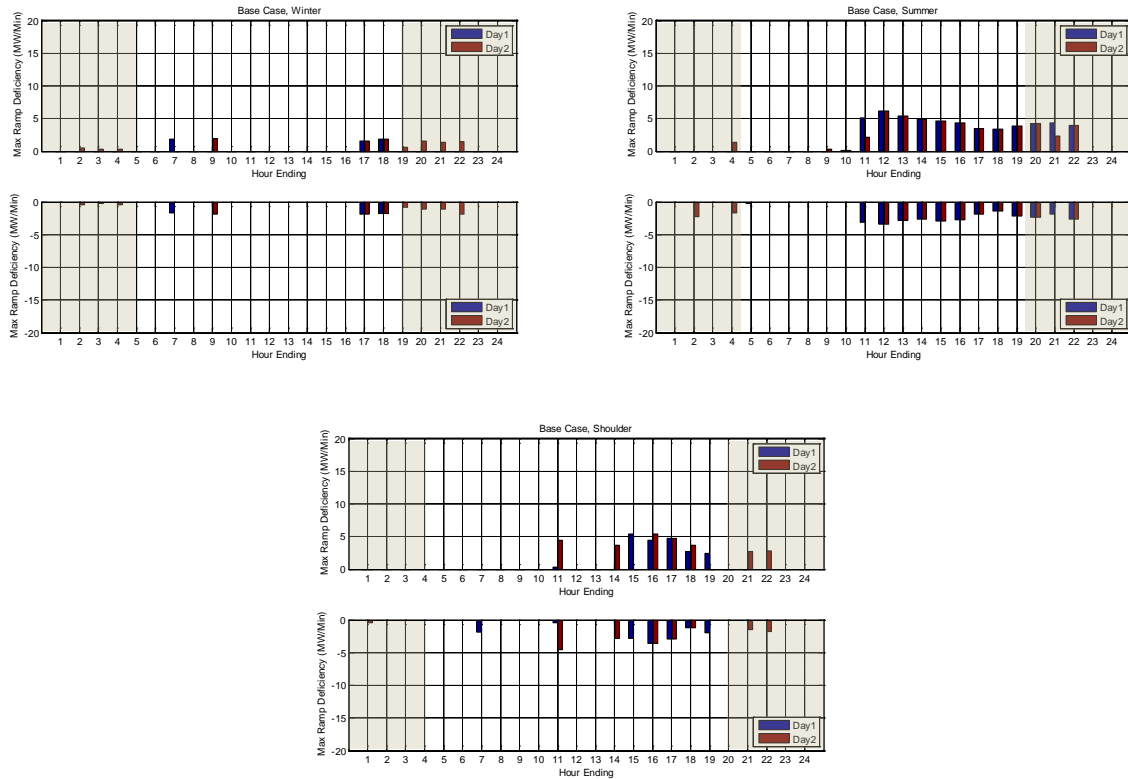 Base Case, Winter
Max Ramp Deficiency (MW/Min)
20
15
10
5
0
Day1
Day2
1 2 3 4 5 6 7 8 9 10 11 12 13 14 15 16 17 18 19 20 21 22 23 24
Hour Ending
Max Ramp Deficiency (MW/Min)
0
-5
-10
-15
-20
Day1
Day2
1 2 3 4 5 6 7 8 9 10 11 12 13 14 15 16 17 18 19 20 21 22 23 24
Hour Ending
Base Case, Summer
Max Ramp Deficiency (MW/Min)
20
15
10
5
0
Day1
Day2
1 2 3 4 5 6 7 8 9 10 11 12 13 14 15 16 17 18 19 20 21 22 23 24
Hour Ending
Max Ramp Deficiency (MW/Min)
0
-5
-10
-15
-20
Day1
Day2
1 2 3 4 5 6 7 8 9 10 11 12 13 14 15 16 17 18 19 20 21 22 23 24
Hour Ending
Base Case, Shoulder
Max Ramp Deficiency (MW/Min)
20
15
10
5
0
Day1
Day2
1 2 3 4 5 6 7 8 9 10 11 12 13 14 15 16 17 18 19 20 21 22 23 24
Hour Ending
Max Ramp Deficiency (MW/Min)
0
-5
-10
-15
-20
Day1
Day2
1 2 3 4 5 6 7 8 9 10 11 12 13 14 15 16 17 18 19 20 21 22 23 24
Hour Ending